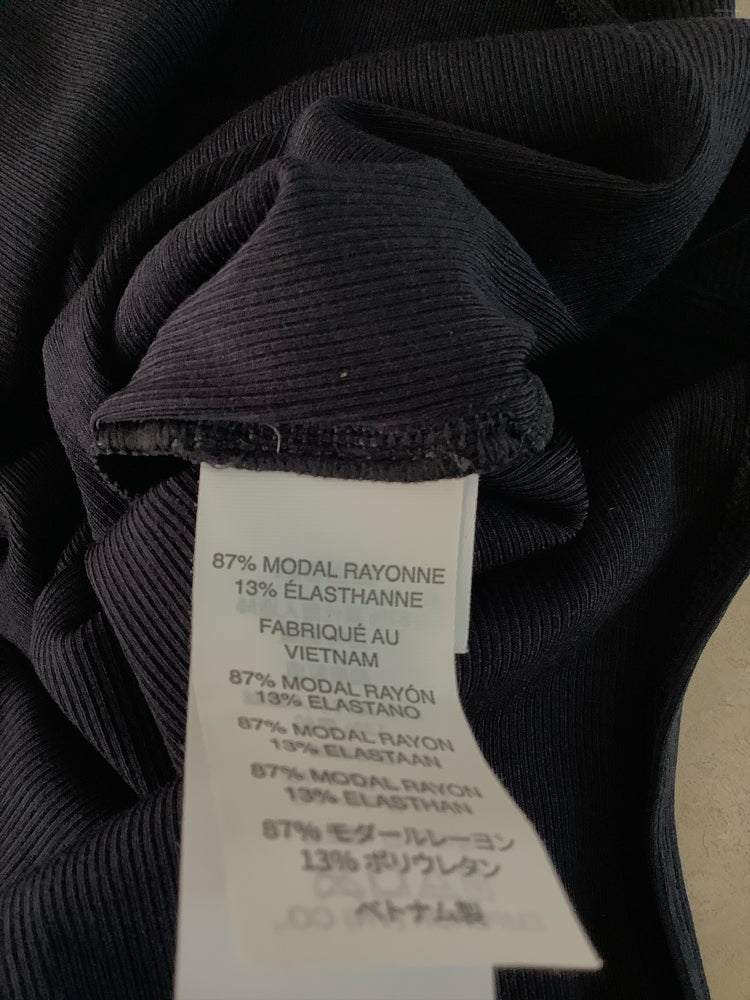 87% MODAL RAYONNE
13% ÉLASTHANNE
FABRIQUÉ AU
VIETNAM
87% MODAL RAYÓN
13% ELASTANO
87% MODAL RAYON
13% ELASTAAN
87% MODAL RAYON
13% ELASTHAN
87% モダールレーヨン
13% ポリウレタン
ベトナム製